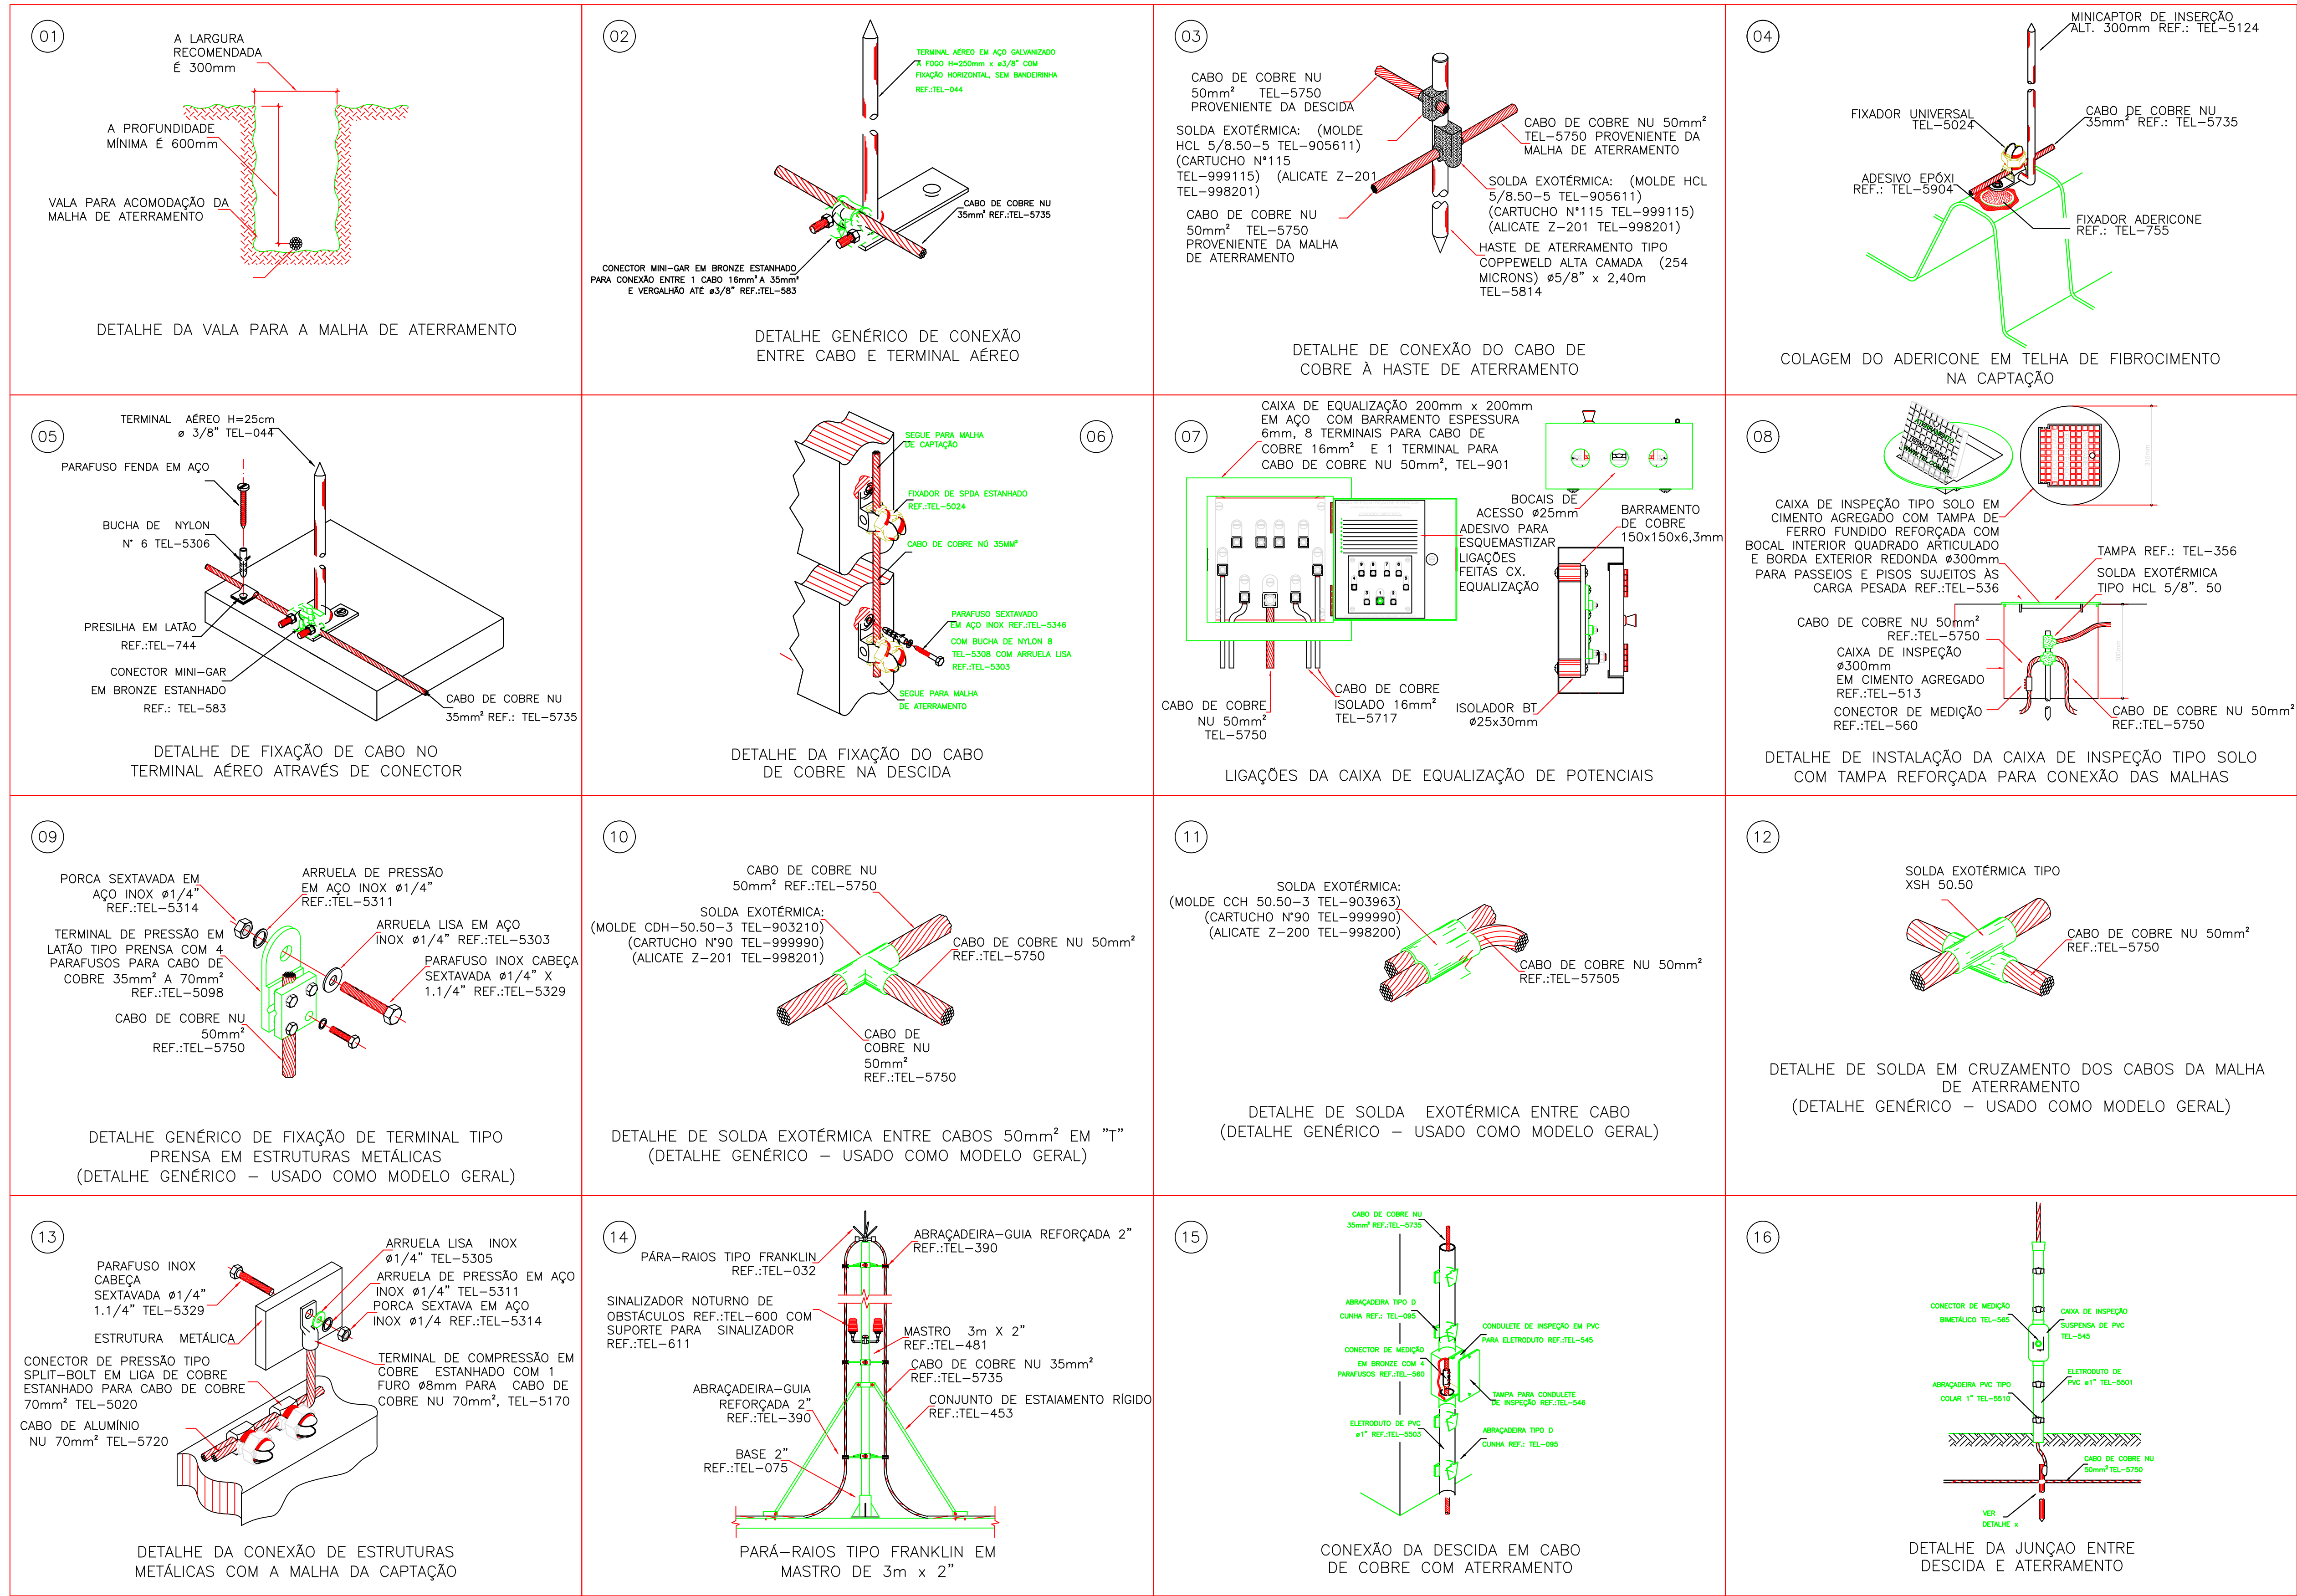 01
A LARGURA
RECOMENDADA
É 300mm
A PROFUNDIDADE
MÍNIMA É 600mm
VALA PARA ACOMODAÇÃO DA
MALHA DE ATERRAMENTO
DETALHE DA VALA PARA A MALHA DE ATERRAMENTO
02
TERMINAL AÉREO EM AÇO GALVANIZADO
A FOGO H=250mm x ø3/8" COM
FIXAÇÃO HORIZONTAL, SEM BANDEIRINHA
REF.:TEL-044
CABO DE COBRE NU
35mm² REF.:TEL-5735
CONECTOR MINI-GAR EM BRONZE ESTANHADO
PARA CONEXÃO ENTRE 1 CABO 16mm² A 35mm²
E VERGALHÃO ATÉ ø3/8" REF.:TEL-583
DETALHE GENÉRICO DE CONEXÃO
ENTRE CABO E TERMINAL AÉREO
03
CABO DE COBRE NU
50mm² TEL-5750
PROVENIENTE DA DESCIDA
SOLDA EXOTÉRMICA: (MOLDE
HCL 5/8.50-5 TEL-905611)
(CARTUCHO N°115
TEL-999115) (ALICATE Z-201
TEL-998201)
CABO DE COBRE NU
50mm² TEL-5750
PROVENIENTE DA MALHA
DE ATERRAMENTO
CABO DE COBRE NU 50mm²
TEL-5750 PROVENIENTE DA
MALHA DE ATERRAMENTO
SOLDA EXOTÉRMICA: (MOLDE HCL
5/8.50-5 TEL-905611)
(CARTUCHO N°115 TEL-999115)
(ALICATE Z-201 TEL-998201)
HASTE DE ATERRAMENTO TIPO
COPPEWELD ALTA CAMADA (254
MICRONS) ø5/8" x 2,40m
TEL-5814
DETALHE DE CONEXÃO DO CABO DE
COBRE À HASTE DE ATERRAMENTO
04
MINICAPTOR DE INSERÇÃO
ALT. 300mm REF.: TEL-5124
FIXADOR UNIVERSAL
TEL-5024
CABO DE COBRE NU
35mm² REF.: TEL-5735
ADESIVO EPÓXI
REF.: TEL-5904
FIXADOR ADERICONE
REF.: TEL-755
COLAGEM DO ADERICONE EM TELHA DE FIBROCIMENTO
NA CAPTAÇÃO
05
TERMINAL AÉREO H=25cm
ø 3/8" TEL-044
PARAFUSO FENDA EM AÇO
BUCHA DE NYLON
N° 6 TEL-5306
PRESILHA EM LATÃO
REF.:TEL-744
CONECTOR MINI-GAR
EM BRONZE ESTANHADO
REF.: TEL-583
CABO DE COBRE NU
35mm² REF.: TEL-5735
DETALHE DE FIXAÇÃO DE CABO NO
TERMINAL AÉREO ATRAVÉS DE CONECTOR
06
SEGUE PARA MALHA
DE CAPTAÇÃO
FIXADOR DE SPDA ESTANHADO
REF.:TEL-5024
CABO DE COBRE NÚ 35MM²
PARAFUSO SEXTAVADO
EM AÇO INOX REF.:TEL-5346
COM BUCHA DE NYLON 8
TEL-5308 COM ARRUELA LISA
REF.:TEL-5303
SEGUE PARA MALHA
DE ATERRAMENTO
DETALHE DA FIXAÇÃO DO CABO
DE COBRE NA DESCIDA
07
CAIXA DE EQUALIZAÇÃO 200mm x 200mm
EM AÇO COM BARRAMENTO ESPESSURA
6mm, 8 TERMINAIS PARA CABO DE
COBRE 16mm² E 1 TERMINAL PARA
CABO DE COBRE NU 50mm², TEL-901
BOCAIS DE
ACESSO ø25mm
ADESIVO PARA
ESQUEMASTIZAR
LIGAÇÕES
FEITAS CX.
EQUALIZAÇÃO
BARRAMENTO
DE COBRE
150x150x6,3mm
CABO DE COBRE
NU 50mm²
TEL-5750
CABO DE COBRE
ISOLADO 16mm²
TEL-5717
ISOLADOR BT
ø25x30mm
LIGAÇÕES DA CAIXA DE EQUALIZAÇÃO DE POTENCIAIS
08
ATERRAMENTO
TERMOTÉCNICA
WWW.TEL.COM.BR
CAIXA DE INSPEÇÃO TIPO SOLO EM
CIMENTO AGREGADO COM TAMPA DE
FERRO FUNDIDO REFORÇADA COM
BOCAL INTERIOR QUADRADO ARTICULADO
E BORDA EXTERIOR REDONDA ø300mm
PARA PASSEIOS E PISOS SUJEITOS ÀS
CARGA PESADA REF.:TEL-536
TAMPA REF.: TEL-356
SOLDA EXOTÉRMICA
TIPO HCL 5/8". 50
CABO DE COBRE NU 50mm²
REF.:TEL-5750
CAIXA DE INSPEÇÃO
ø300mm
EM CIMENTO AGREGADO
REF.:TEL-513
CONECTOR DE MEDIÇÃO
REF.:TEL-560
CABO DE COBRE NU 50mm²
REF.:TEL-5750
DETALHE DE INSTALAÇÃO DA CAIXA DE INSPEÇÃO TIPO SOLO
COM TAMPA REFORÇADA PARA CONEXÃO DAS MALHAS
09
PORCA SEXTAVADA EM
AÇO INOX ø1/4"
REF.:TEL-5314
ARRUELA DE PRESSÃO
EM AÇO INOX ø1/4"
REF.:TEL-5311
TERMINAL DE PRESSÃO EM
LATÃO TIPO PRENSA COM 4
PARAFUSOS PARA CABO DE
COBRE 35mm² A 70mm²
REF.:TEL-5098
ARRUELA LISA EM AÇO
INOX ø1/4" REF.:TEL-5303
PARAFUSO INOX CABEÇA
SEXTAVADA ø1/4" X
1.1/4" REF.:TEL-5329
CABO DE COBRE NU
50mm²
REF.:TEL-5750
DETALHE GENÉRICO DE FIXAÇÃO DE TERMINAL TIPO
PRENSA EM ESTRUTURAS METÁLICAS
(DETALHE GENÉRICO – USADO COMO MODELO GERAL)
10
CABO DE COBRE NU
50mm² REF.:TEL-5750
SOLDA EXOTÉRMICA:
(MOLDE CDH-50.50-3 TEL-903210)
(CARTUCHO N°90 TEL-999990)
(ALICATE Z-201 TEL-998201)
CABO DE COBRE NU 50mm²
REF.:TEL-5750
CABO DE
COBRE NU
50mm²
REF.:TEL-5750
DETALHE DE SOLDA EXOTÉRMICA ENTRE CABOS 50mm² EM "T"
(DETALHE GENÉRICO – USADO COMO MODELO GERAL)
11
SOLDA EXOTÉRMICA:
(MOLDE CCH 50.50-3 TEL-903963)
(CARTUCHO N°90 TEL-999990)
(ALICATE Z-200 TEL-998200)
CABO DE COBRE NU 50mm²
REF.:TEL-57505
DETALHE DE SOLDA EXOTÉRMICA ENTRE CABO
(DETALHE GENÉRICO – USADO COMO MODELO GERAL)
12
SOLDA EXOTÉRMICA TIPO
XSH 50.50
CABO DE COBRE NU 50mm²
REF.:TEL-5750
DETALHE DE SOLDA EM CRUZAMENTO DOS CABOS DA MALHA
DE ATERRAMENTO
(DETALHE GENÉRICO – USADO COMO MODELO GERAL)
13
PARAFUSO INOX
CABEÇA
SEXTAVADA ø1/4"
1.1/4" TEL-5329
ARRUELA LISA INOX
ø1/4" TEL-5305
ARRUELA DE PRESSÃO EM AÇO
INOX ø1/4" TEL-5311
PORCA SEXTAVA EM AÇO
INOX ø1/4 REF.:TEL-5314
ESTRUTURA METÁLICA
CONECTOR DE PRESSÃO TIPO
SPLIT-BOLT EM LIGA DE COBRE
ESTANHADO PARA CABO DE COBRE
70mm² TEL-5020
TERMINAL DE COMPRESSÃO EM
COBRE ESTANHADO COM 1
FURO ø8mm PARA CABO DE
COBRE NU 70mm², TEL-5170
CABO DE ALUMÍNIO
NU 70mm² TEL-5720
DETALHE DA CONEXÃO DE ESTRUTURAS
METÁLICAS COM A MALHA DA CAPTAÇÃO
14
PÁRA-RAIOS TIPO FRANKLIN
REF.:TEL-032
ABRAÇADEIRA-GUIA REFORÇADA 2"
REF.:TEL-390
SINALIZADOR NOTURNO DE
OBSTÁCULOS REF.:TEL-600 COM
SUPORTE PARA SINALIZADOR
REF.:TEL-611
MASTRO 3m X 2"
REF.:TEL-481
CABO DE COBRE NU 35mm²
REF.:TEL-5735
ABRAÇADEIRA-GUIA
REFORÇADA 2"
REF.:TEL-390
CONJUNTO DE ESTAIAMENTO RÍGIDO
REF.:TEL-453
BASE 2"
REF.:TEL-075
PARÁ-RAIOS TIPO FRANKLIN EM
MASTRO DE 3m x 2"
15
CABO DE COBRE NU
35mm² REF.:TEL-5735
ABRAÇADEIRA TIPO D
CUNHA REF.: TEL-095
CONDULETE DE INSPEÇÃO EM PVC
PARA ELETRODUTO REF.:TEL-545
CONECTOR DE MEDIÇÃO
EM BRONZE COM 4
PARAFUSOS REF.:TEL-560
TAMPA PARA CONDULETE
DE INSPEÇÃO REF.:TEL-546
ELETRODUTO DE PVC
ø1" REF.:TEL-5503
ABRAÇADEIRA TIPO D
CUNHA REF.: TEL-095
CONEXÃO DA DESCIDA EM CABO
DE COBRE COM ATERRAMENTO
16
CONECTOR DE MEDIÇÃO
BIMETÁLICO TEL-565
CAIXA DE INSPEÇÃO
SUSPENSA DE PVC
TEL-545
ABRAÇADEIRA PVC TIPO
COLAR 1" TEL-5510
ELETRODUTO DE
PVC ø1" TEL-5501
CABO DE COBRE NU
50mm² TEL-5750
VER
DETALHE x
DETALHE DA JUNÇAO ENTRE
DESCIDA E ATERRAMENTO